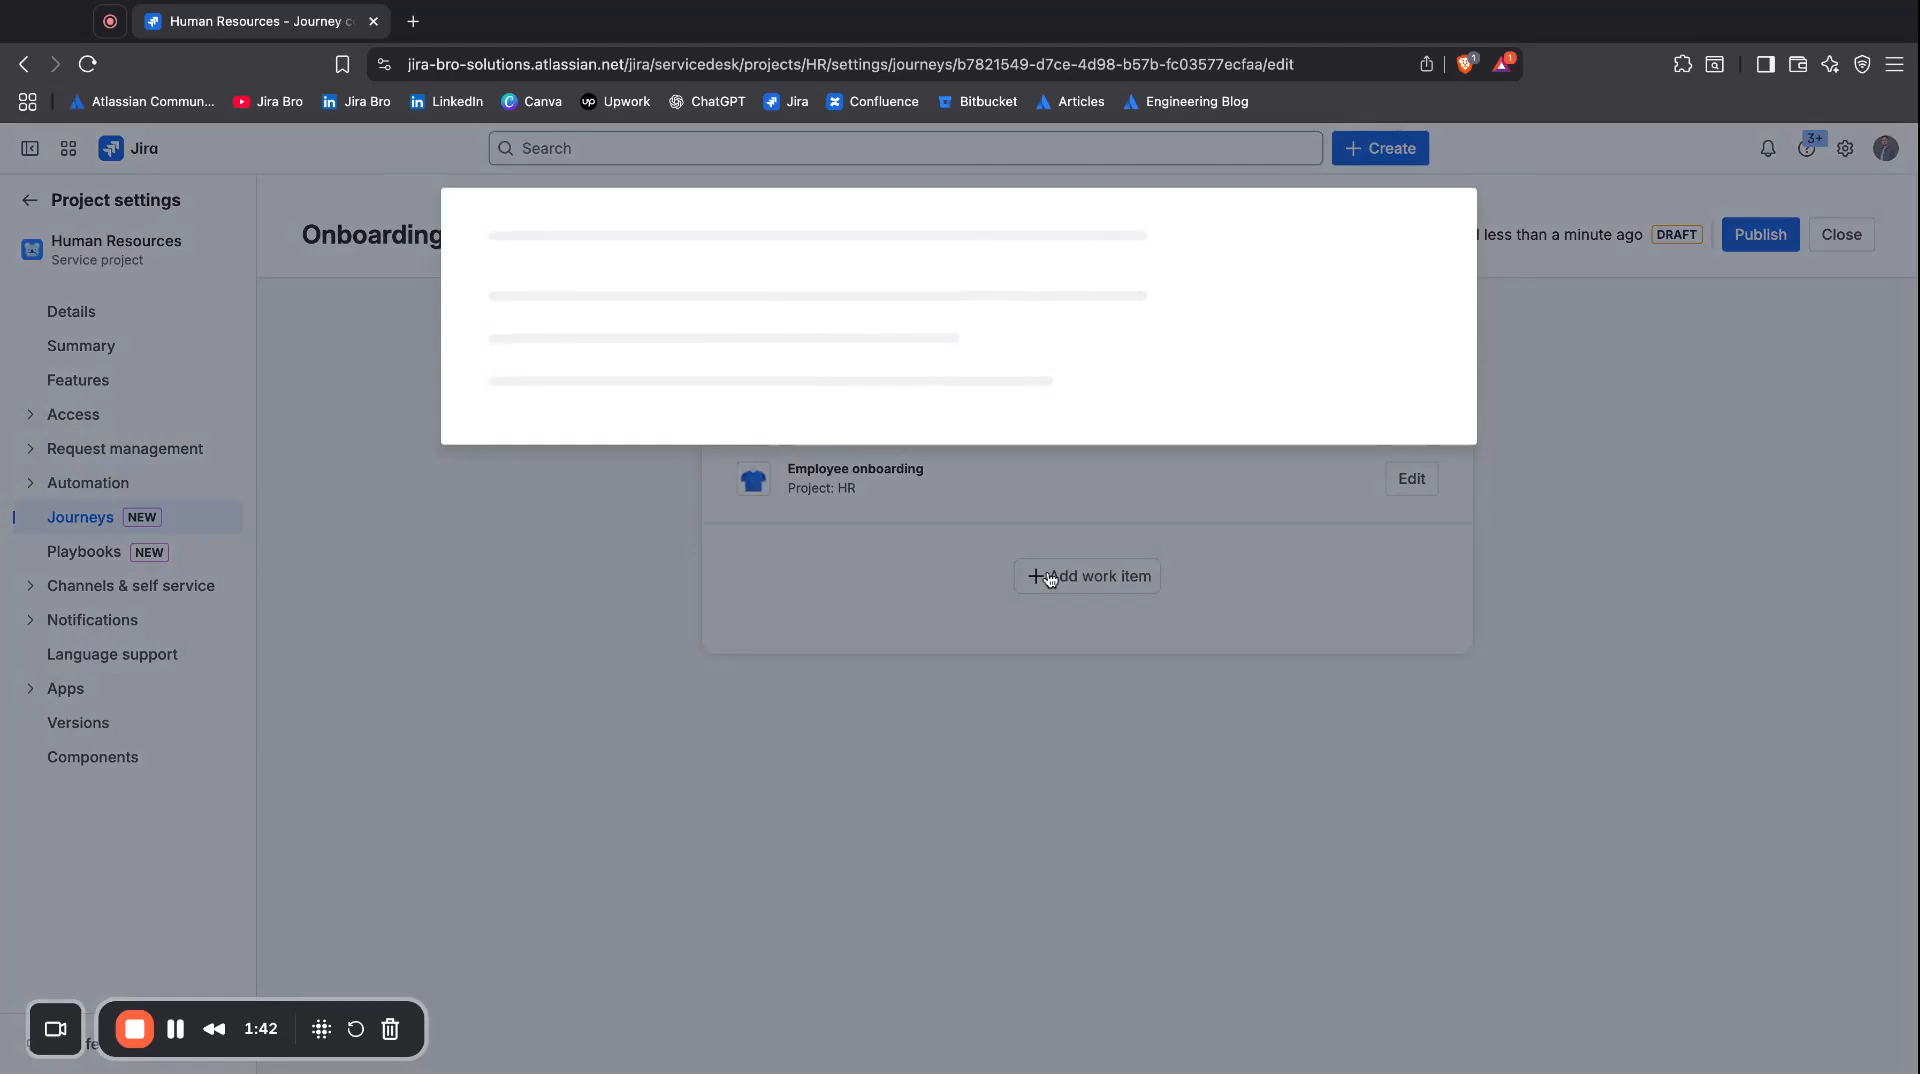 Human Resources - Journey c
jira-bro-solutions.atlassian.net/jira/servicedesk/projects/HR/settings/journeys/b7821549-d7ce-4d98-b57b-fc03577ecfaa/edit
1
1
Atlassian Commun...
Jira Bro
Jira Bro
LinkedIn
Canva
up Upwork
ChatGPT
Jira
Confluence
Bitbucket
Articles
Engineering Blog
Jira
Search
Create
3+
Project settings
Human Resources
Service project
Details
Summary
Features
Access
Request management
Automation
Journeys NEW
Playbooks NEW
Channels & self service
Notifications
Language support
Apps
Versions
Components
Onboarding
less than a minute ago DRAFT
Publish
Close
Employee onboarding
Project: HR
Edit
Add work item
1:42
fe